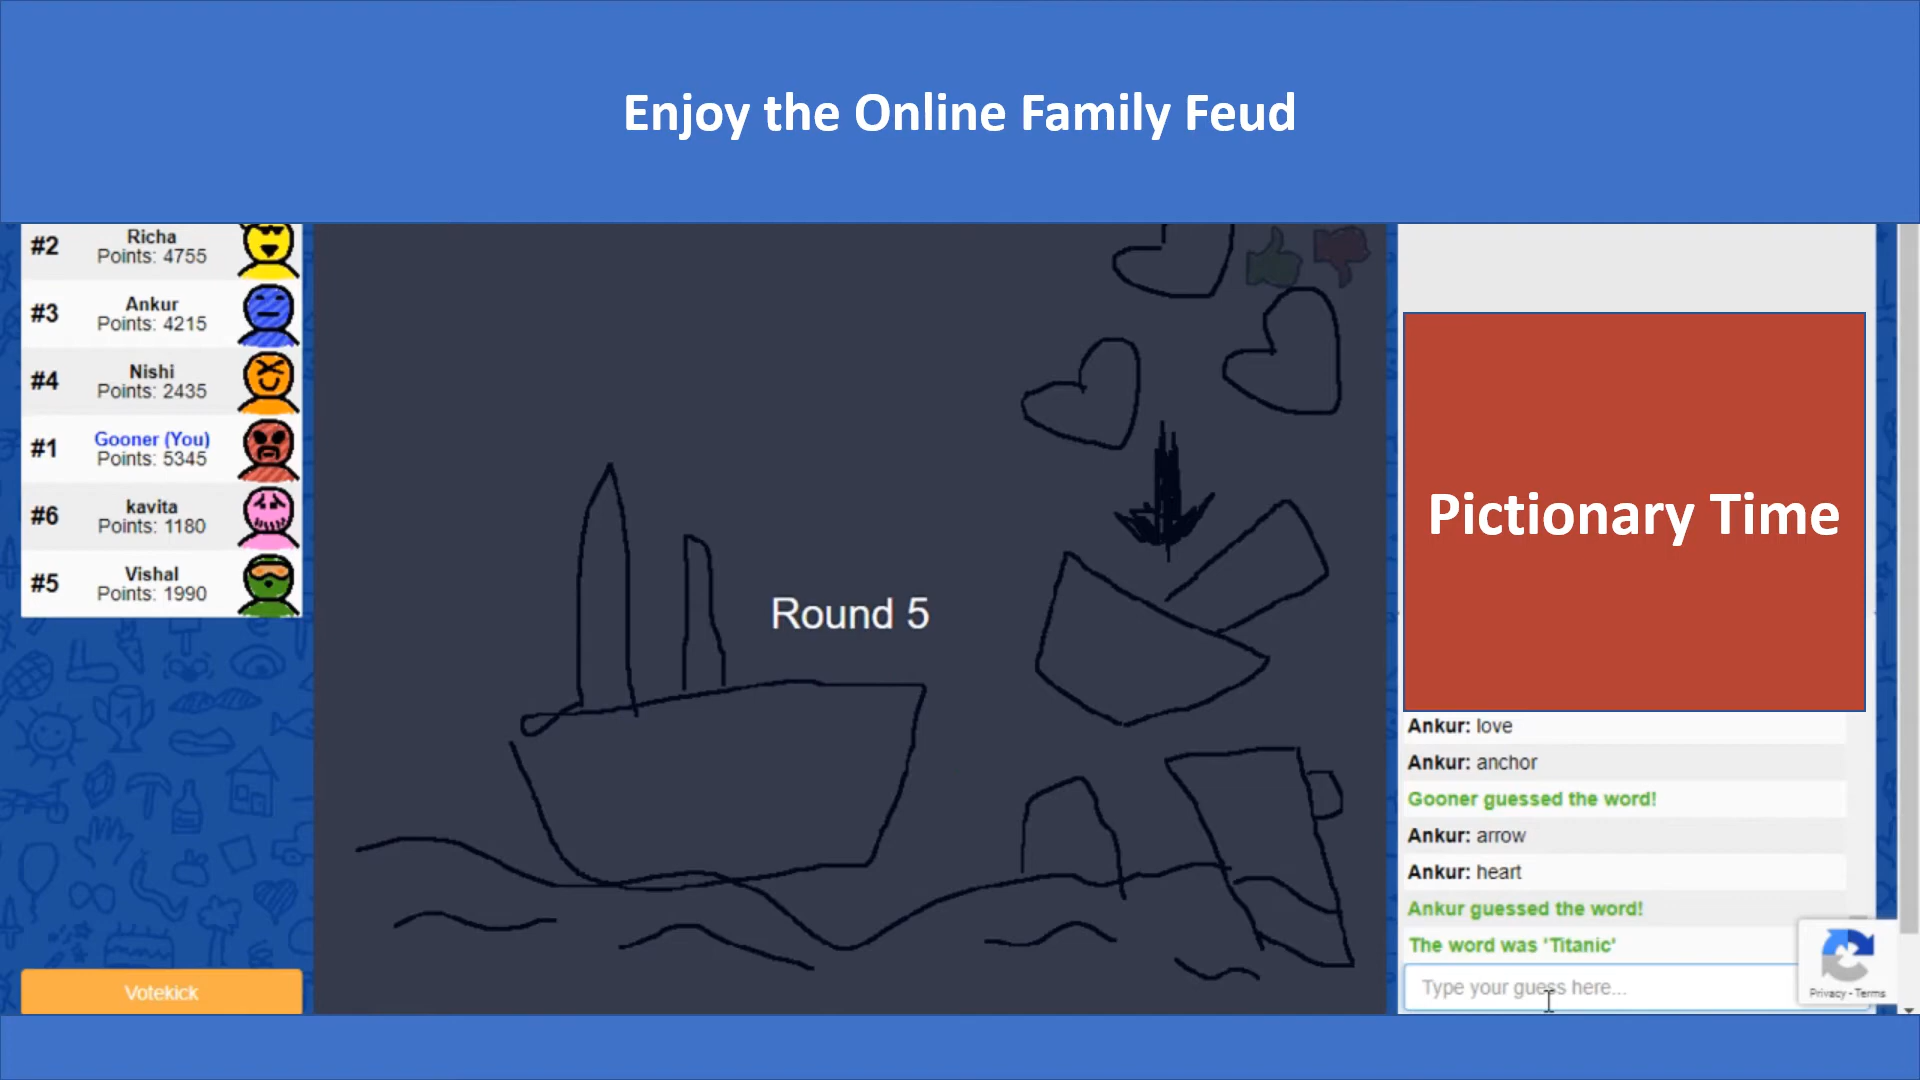 Enjoy the Online Family Feud
#2
Richa
Points: 4755
#3
Ankur
Points: 4215
#4
Nishi
Points: 2435
#1
Gooner (You)
Points: 5345
#6
kavita
Points: 1180
#5
Vishal
Points: 1990
Votekick
Round 5
Pictionary Time
Ankur: love
Ankur: anchor
Gooner guessed the word!
Ankur: arrow
Ankur: heart
Ankur guessed the word!
The word was 'Titanic'
Type your guess here...
Privacy - Terms